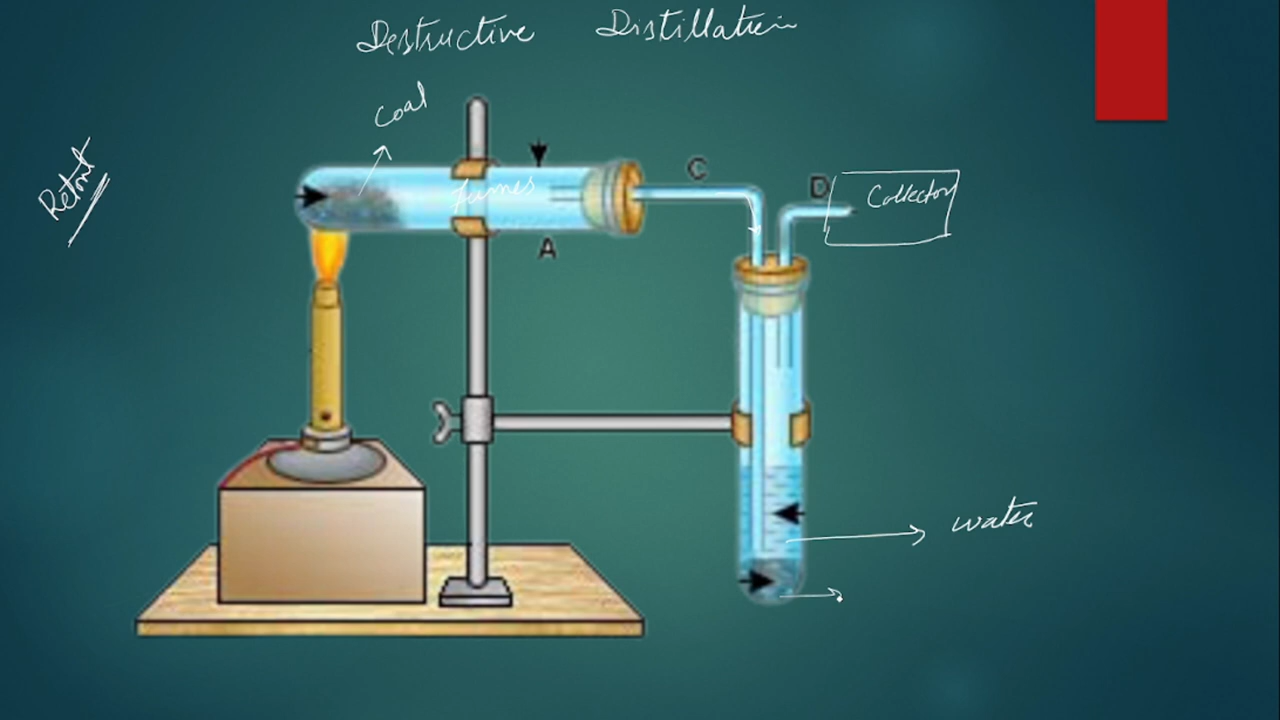 Destructive Distillation
coal
Retort
fumes
C
D
Collector
A
water